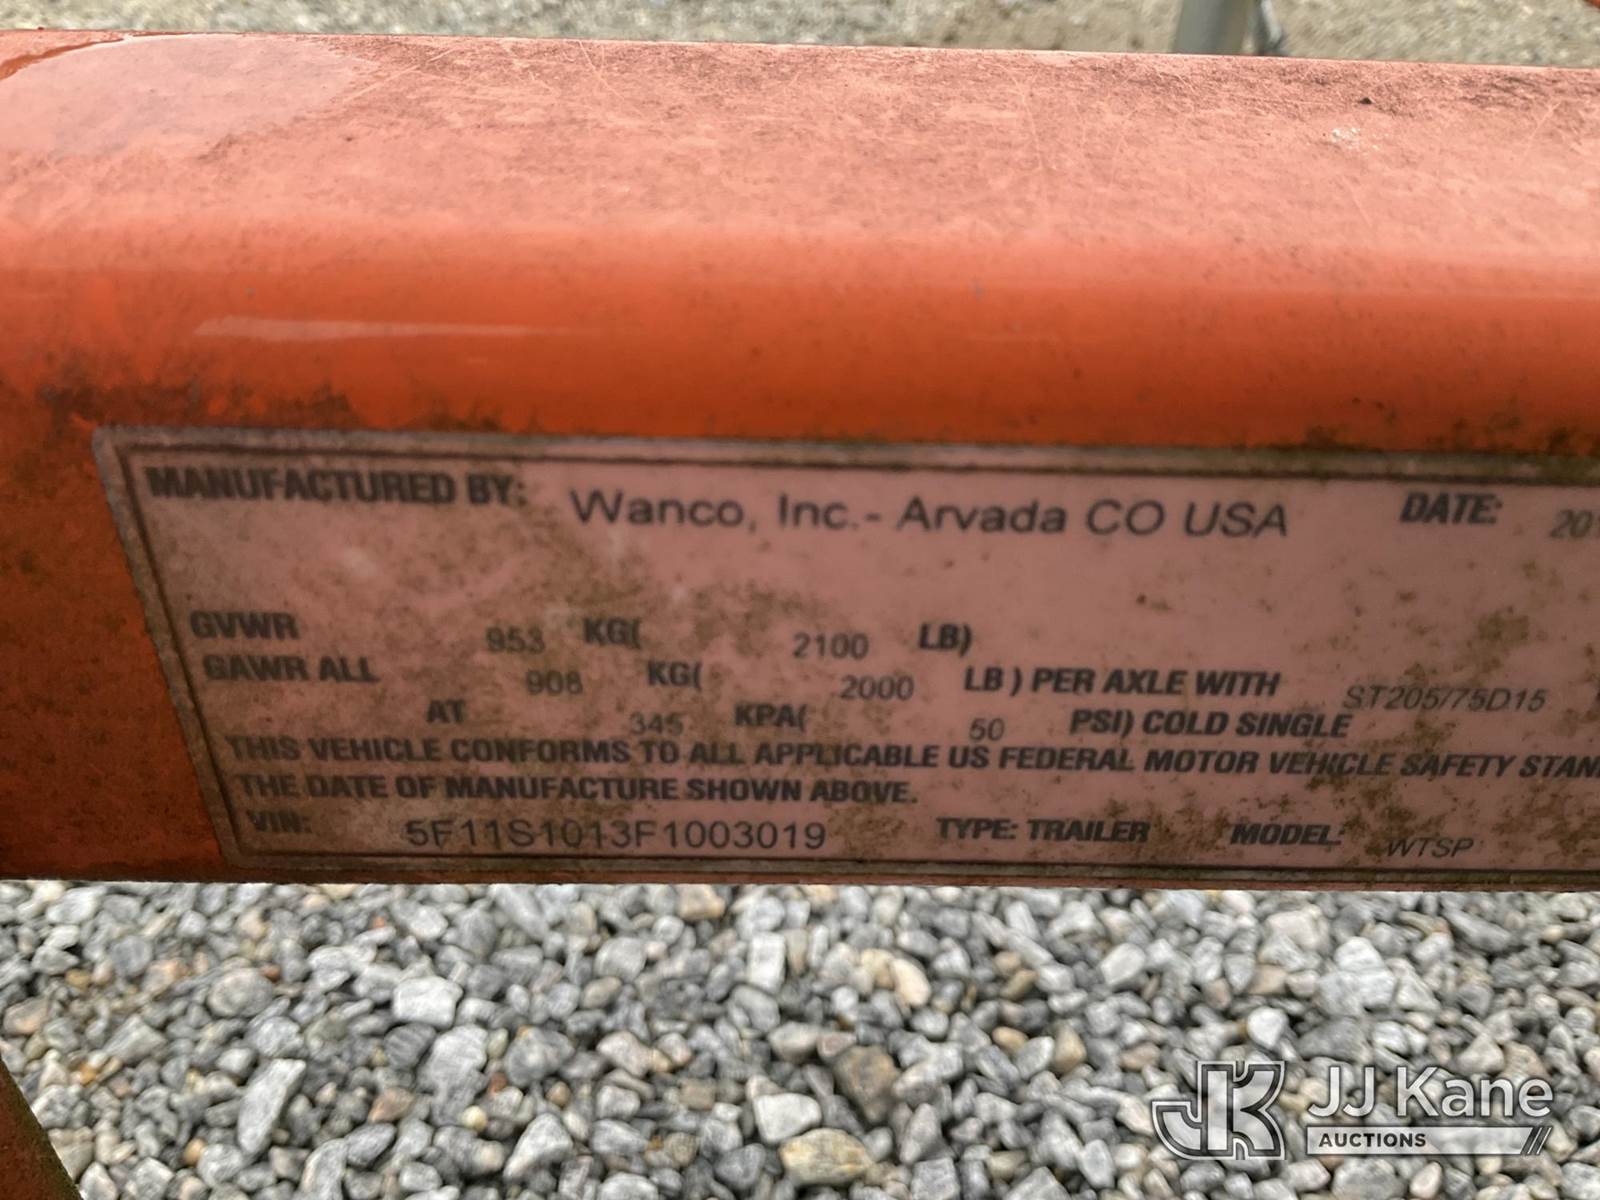 MANUFACTURED BY: Wanco, Inc.- Arvada CO USA DATE: 201
GVWR 953 KG( 2100 LB)
GAWR ALL 908 KG( 2000 LB ) PER AXLE WITH ST205/75D15
AT 345 KPA( 50 PSI) COLD SINGLE
THIS VEHICLE CONFORMS TO ALL APPLICABLE US FEDERAL MOTOR VEHICLE SAFETY STAN
THE DATE OF MANUFACTURE SHOWN ABOVE.
VIN: 5F11S1013F1003019 TYPE: TRAILER MODEL: WTSP
JJ Kane
AUCTIONS